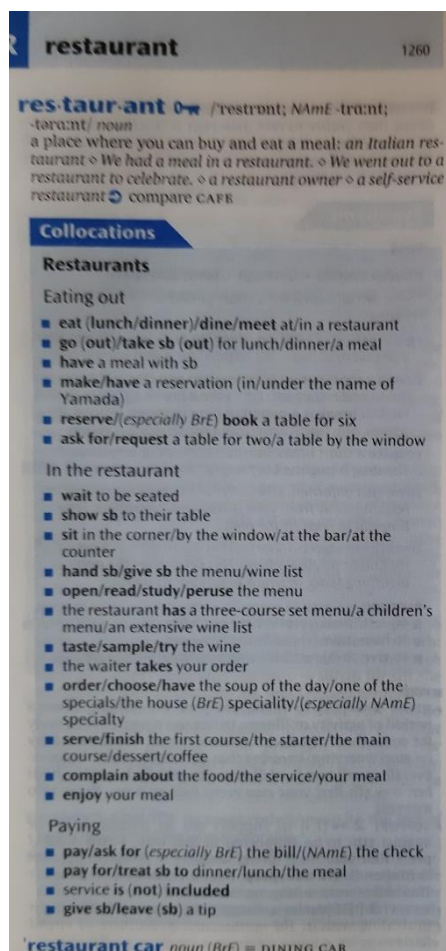 R restaurant 1260
res·taur·ant /ˈrestrɒnt; NAmE -trɑːnt;
-tərɑːnt/ noun
a place where you can buy and eat a meal: an Italian res-
taurant ⋄ We had a meal in a restaurant. ⋄ We went out to a
restaurant to celebrate. ⋄ a restaurant owner ⋄ a self-service
restaurant ➲ compare CAFE
Collocations
Restaurants
Eating out
■ eat (lunch/dinner)/dine/meet at/in a restaurant
■ go (out)/take sb (out) for lunch/dinner/a meal
■ have a meal with sb
■ make/have a reservation (in/under the name of
Yamada)
■ reserve/(especially BrE) book a table for six
■ ask for/request a table for two/a table by the window
In the restaurant
■ wait to be seated
■ show sb to their table
■ sit in the corner/by the window/at the bar/at the
counter
■ hand sb/give sb the menu/wine list
■ open/read/study/peruse the menu
■ the restaurant has a three-course set menu/a children's
menu/an extensive wine list
■ taste/sample/try the wine
■ the waiter takes your order
■ order/choose/have the soup of the day/one of the
specials/the house (BrE) speciality/(especially NAmE)
specialty
■ serve/finish the first course/the starter/the main
course/dessert/coffee
■ complain about the food/the service/your meal
■ enjoy your meal
Paying
■ pay/ask for (especially BrE) the bill/(NAmE) the check
■ pay for/treat sb to dinner/lunch/the meal
■ service is (not) included
■ give sb/leave (sb) a tip
ˈrestaurant car noun (BrE) = DINING CAR